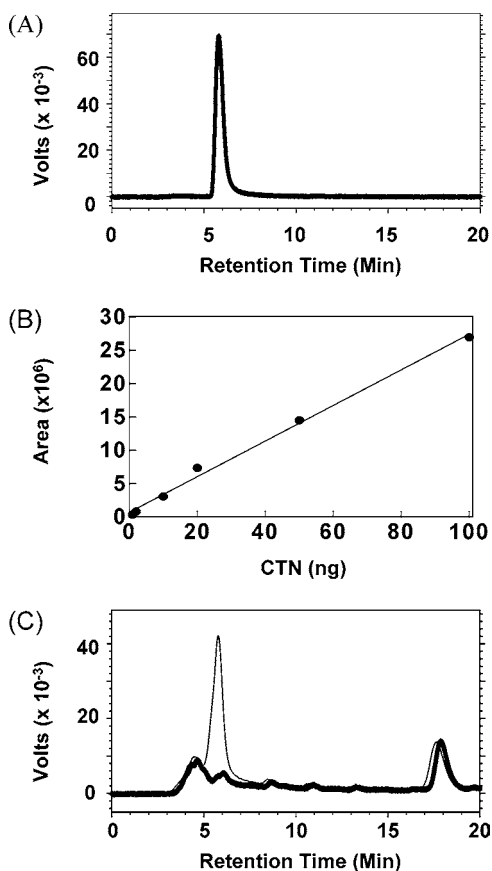 (A)
Volts (x 10⁻³)
60
40
20
0
0 5 10 15 20
Retention Time (Min)
(B)
Area (x10⁶)
30
25
20
15
10
5
0
0 20 40 60 80 100
CTN (ng)
(C)
Volts (x 10⁻³)
40
20
0
0 5 10 15 20
Retention Time (Min)